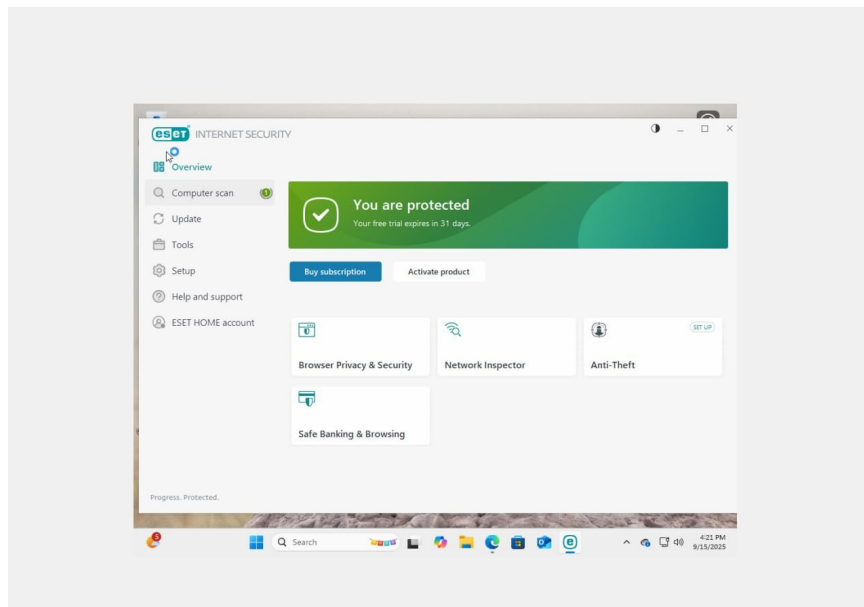 eset INTERNET SECURITY
Overview
Computer scan 1
Update
Tools
Setup
Help and support
ESET HOME account
You are protected
Your free trial expires in 31 days.
Buy subscription
Activate product
Browser Privacy & Security
Network Inspector
SET UP
Anti-Theft
Safe Banking & Browsing
Progress. Protected.
5
Search
e
4:21 PM
9/15/2025